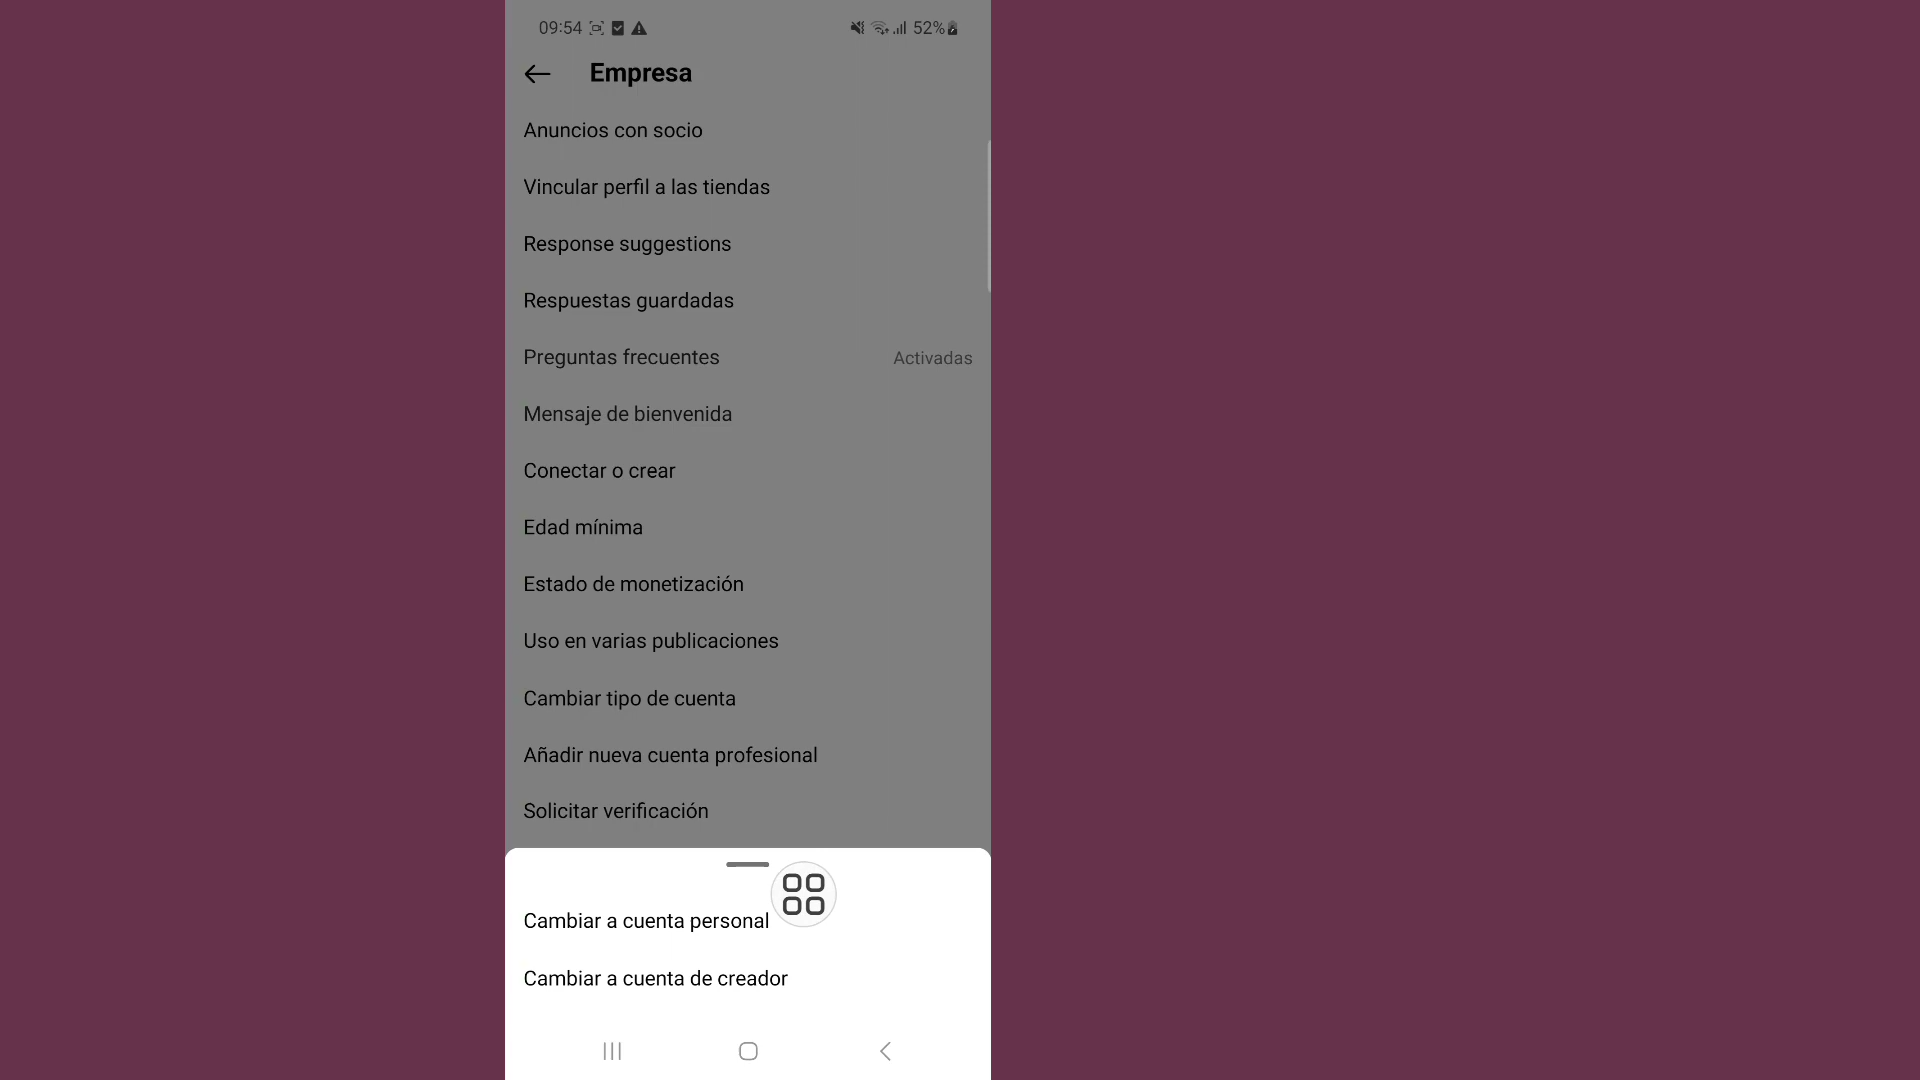 09:54 52%
Empresa
Anuncios con socio
Vincular perfil a las tiendas
Response suggestions
Respuestas guardadas
Preguntas frecuentes Activadas
Mensaje de bienvenida
Conectar o crear
Edad mínima
Estado de monetización
Uso en varias publicaciones
Cambiar tipo de cuenta
Añadir nueva cuenta profesional
Solicitar verificación
Cambiar a cuenta personal
Cambiar a cuenta de creador